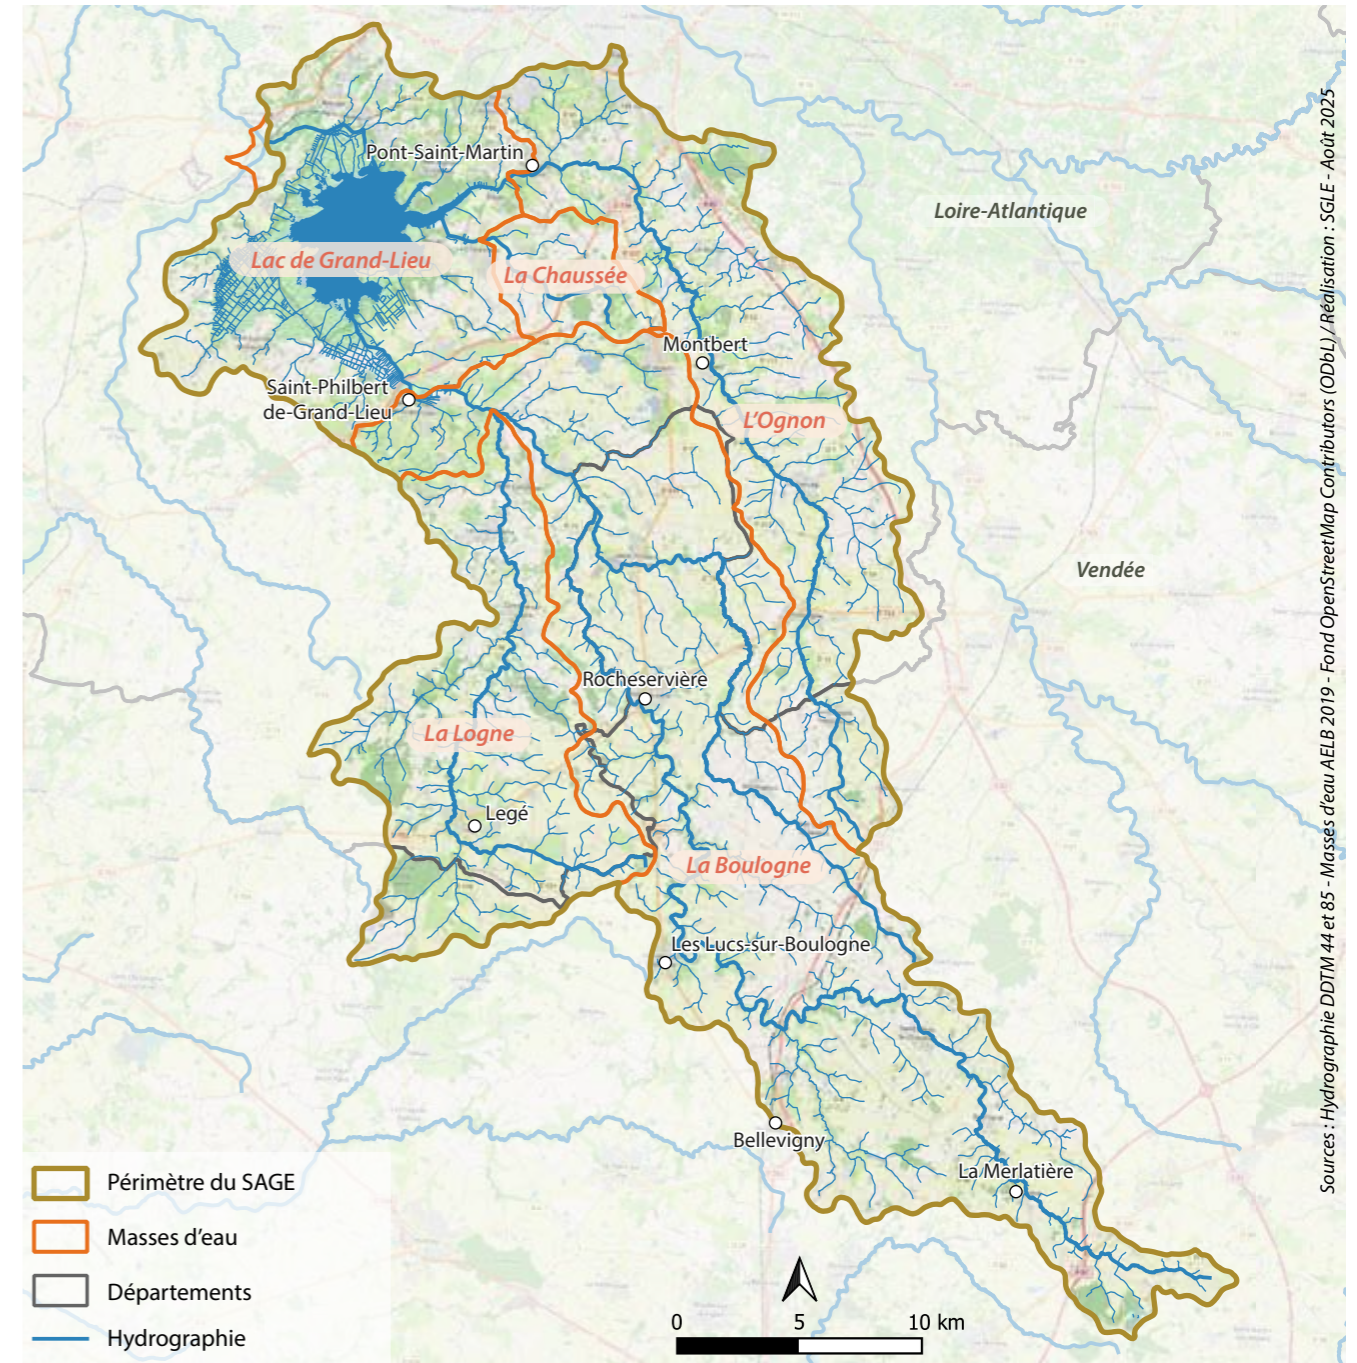 Pont-Saint-Martin
Loire-Atlantique
Lac de Grand-Lieu
La Chaussée
Montbert
Saint-Philbert
de-Grand-Lieu
L'Ognon
Vendée
Rocheservière
La Logne
Legé
La Boulogne
Les Lucs-sur-Boulogne
Bellevigny
La Merlatière
Périmètre du SAGE
Masses d'eau
Départements
Hydrographie
0 5 10 km
Sources : Hydrographie DDTM 44 et 85 - Masses d'eau AELB 2019 - Fond OpenStreetMap Contributors (ODbL) / Réalisation : SGLE - Août 2025